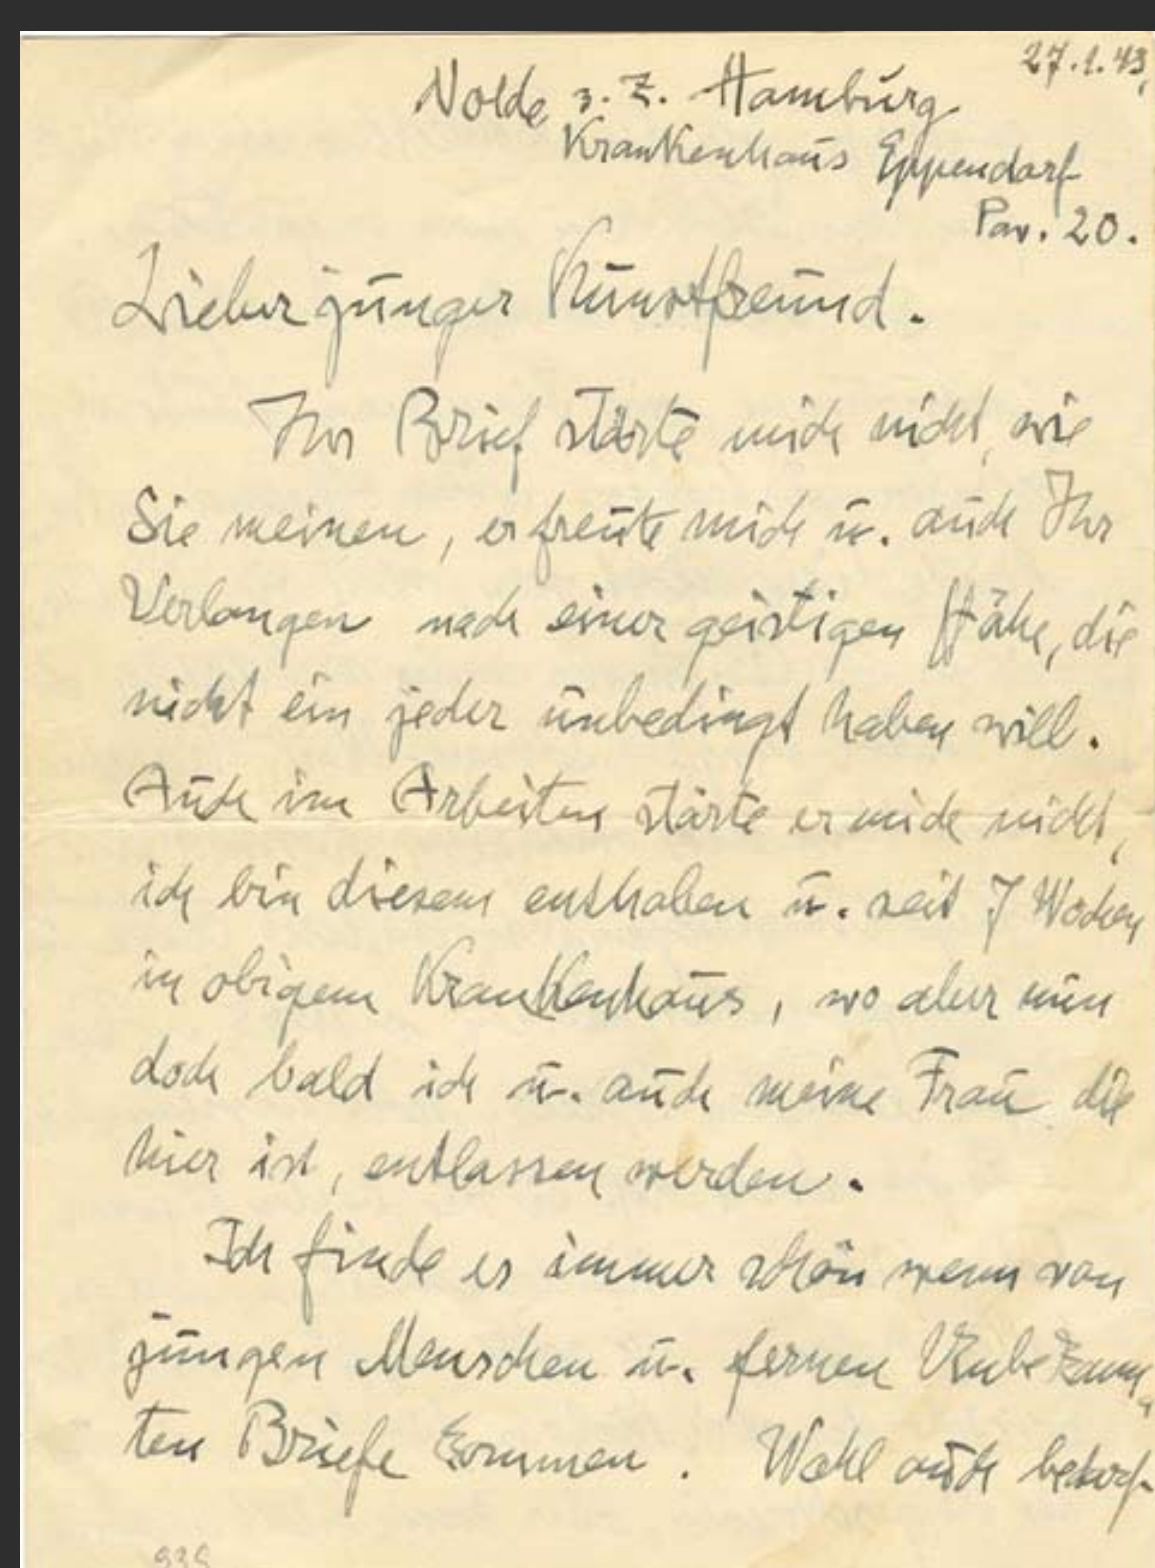 27.1.43,
Nolde z. Z. Hamburg
Krankenhaus Eppendorf
Pav. 20.
Lieber junger Kunstfreund.
Ihr Brief störte mich nicht, wie
Sie meinen, er freute mich u. auch Ihr
Verlangen nach einer geistigen Höhe, die
nicht ein jeder unbedingt haben will.
Auch im Arbeiten störte er mich nicht,
ich bin diesem enthoben u. seit 7 Wochen
in obigem Krankenhaus, wo aber nun
doch bald ich u. auch meine Frau die
hier ist, entlassen werden.
Ich finde es immer schön wenn von
jungen Menschen u. fernen Unbekann„
ten Briefe kommen. Wohl auch